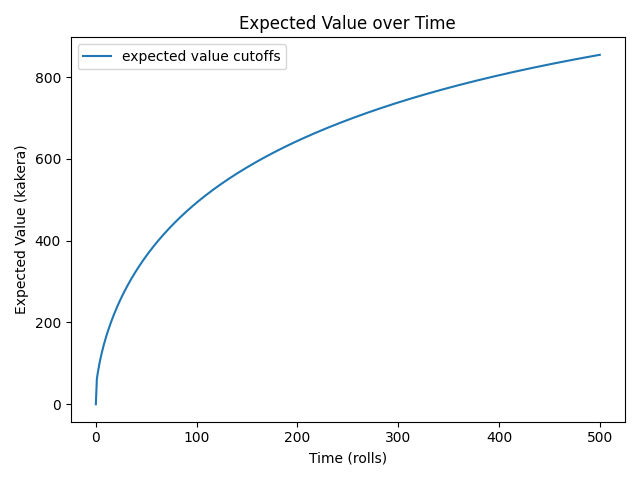 Expected Value over Time
expected value cutoffs
Expected Value (kakera)
800
600
400
200
0
0 100 200 300 400 500
Time (rolls)